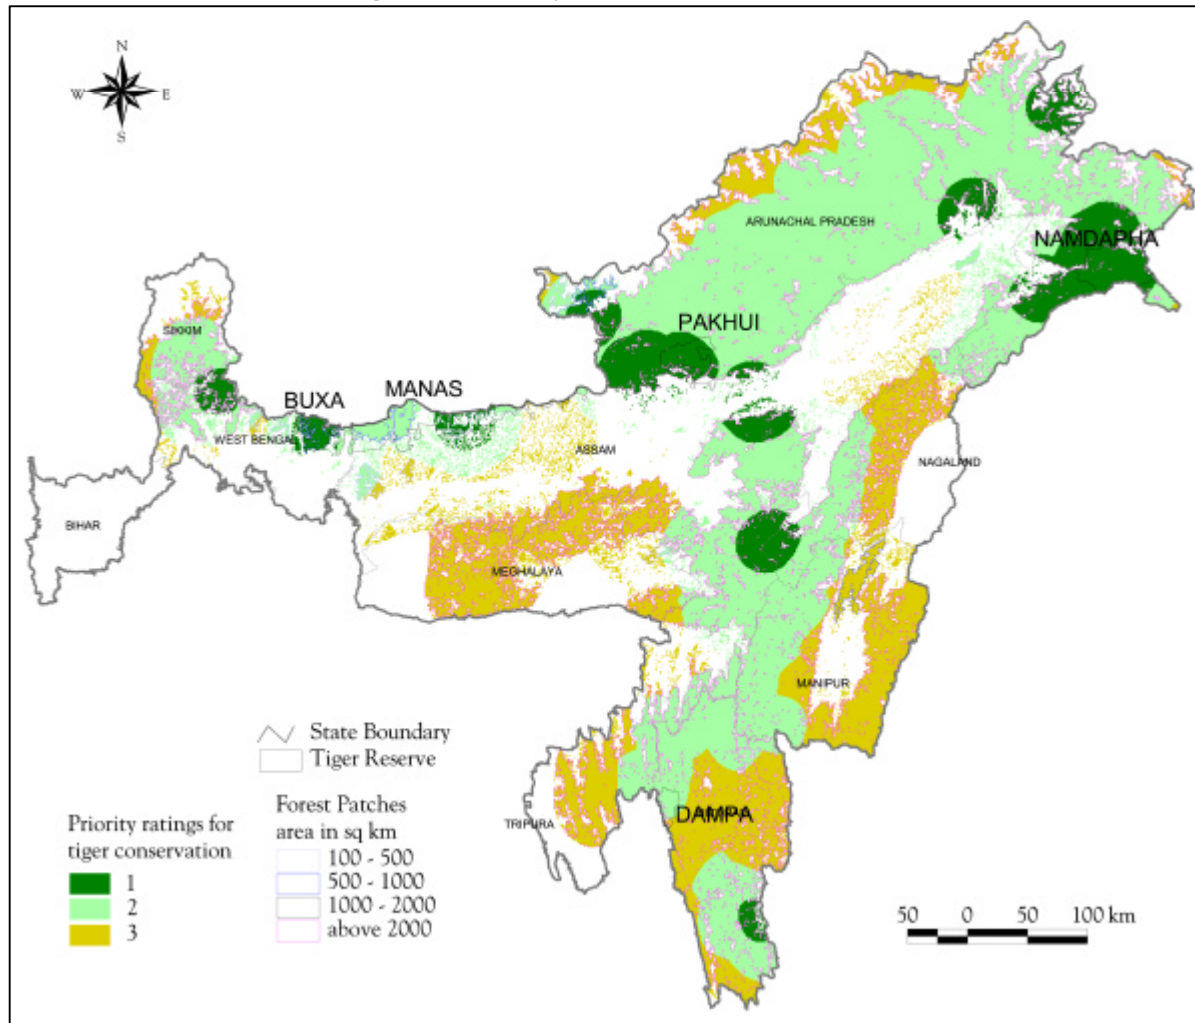 N
W E
S
ARUNACHAL PRADESH
NAMDAPHA
PAKHUI
SIKKIM
MANAS
BUXA
WEST BENGAL
ASSAM
NAGALAND
BIHAR
MEGHALAYA
MANIPUR
State Boundary
Tiger Reserve
DAMPA
TRIPURA
Priority ratings for
tiger conservation
1
2
3
Forest Patches
area in sq km
100 - 500
500 - 1000
1000 - 2000
above 2000
50 0 50 100 km